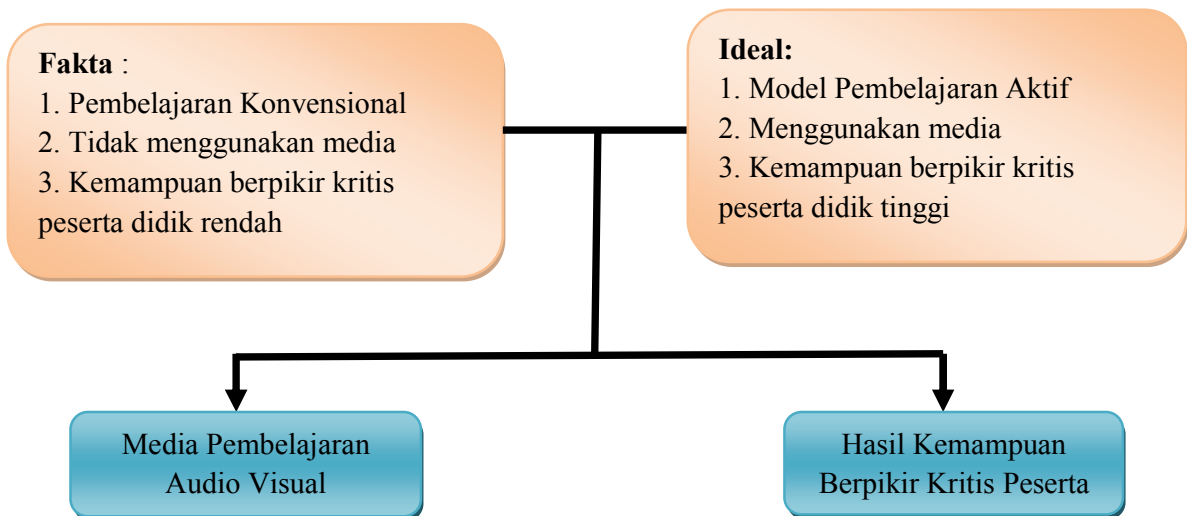 Fakta :
1. Pembelajaran Konvensional
2. Tidak menggunakan media
3. Kemampuan berpikir kritis
peserta didik rendah
Ideal:
1. Model Pembelajaran Aktif
2. Menggunakan media
3. Kemampuan berpikir kritis
peserta didik tinggi
Media Pembelajaran
Audio Visual
Hasil Kemampuan
Berpikir Kritis Peserta